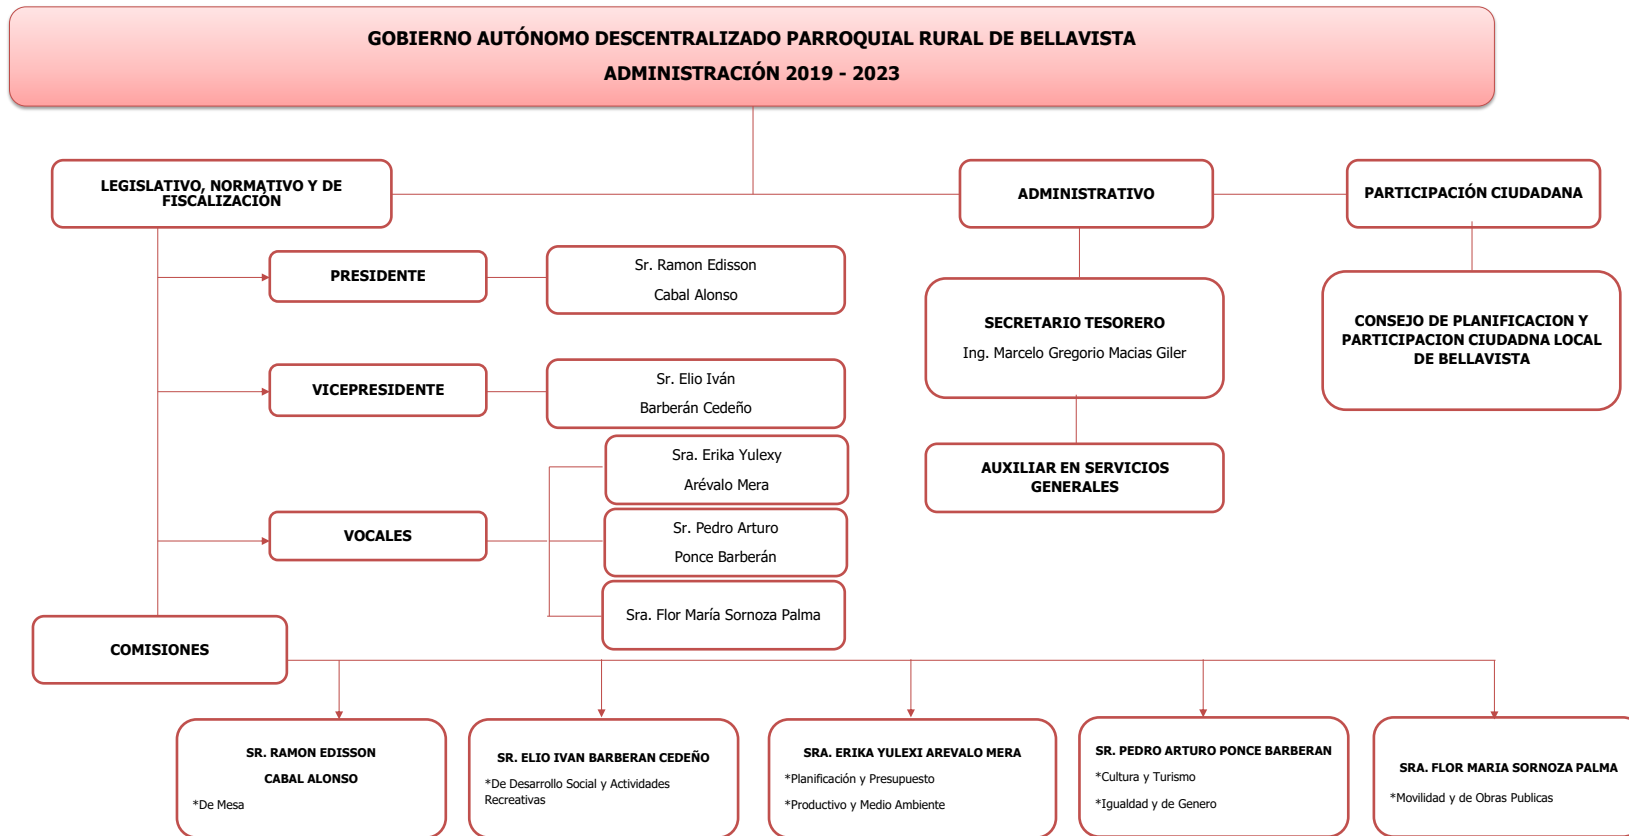 GOBIERNO AUTÓNOMO DESCENTRALIZADO PARROQUIAL RURAL DE BELLAVISTA
ADMINISTRACIÓN 2019 - 2023
LEGISLATIVO, NORMATIVO Y DE
FISCALIZACIÓN
ADMINISTRATIVO
PARTICIPACIÓN CIUDADANA
PRESIDENTE
Sr. Ramon Edisson
Cabal Alonso
SECRETARIO TESORERO
Ing. Marcelo Gregorio Macias Giler
CONSEJO DE PLANIFICACION Y
PARTICIPACION CIUDADNA LOCAL
DE BELLAVISTA
VICEPRESIDENTE
Sr. Elio Iván
Barberán Cedeño
AUXILIAR EN SERVICIOS
GENERALES
VOCALES
Sra. Erika Yulexy
Arévalo Mera
Sr. Pedro Arturo
Ponce Barberán
Sra. Flor María Sornoza Palma
COMISIONES
SR. RAMON EDISSON
CABAL ALONSO
*De Mesa
SR. ELIO IVAN BARBERAN CEDEÑO
*De Desarrollo Social y Actividades
Recreativas
SRA. ERIKA YULEXI AREVALO MERA
*Planificación y Presupuesto
*Productivo y Medio Ambiente
SR. PEDRO ARTURO PONCE BARBERAN
*Cultura y Turismo
*Igualdad y de Genero
SRA. FLOR MARIA SORNOZA PALMA
*Movilidad y de Obras Publicas